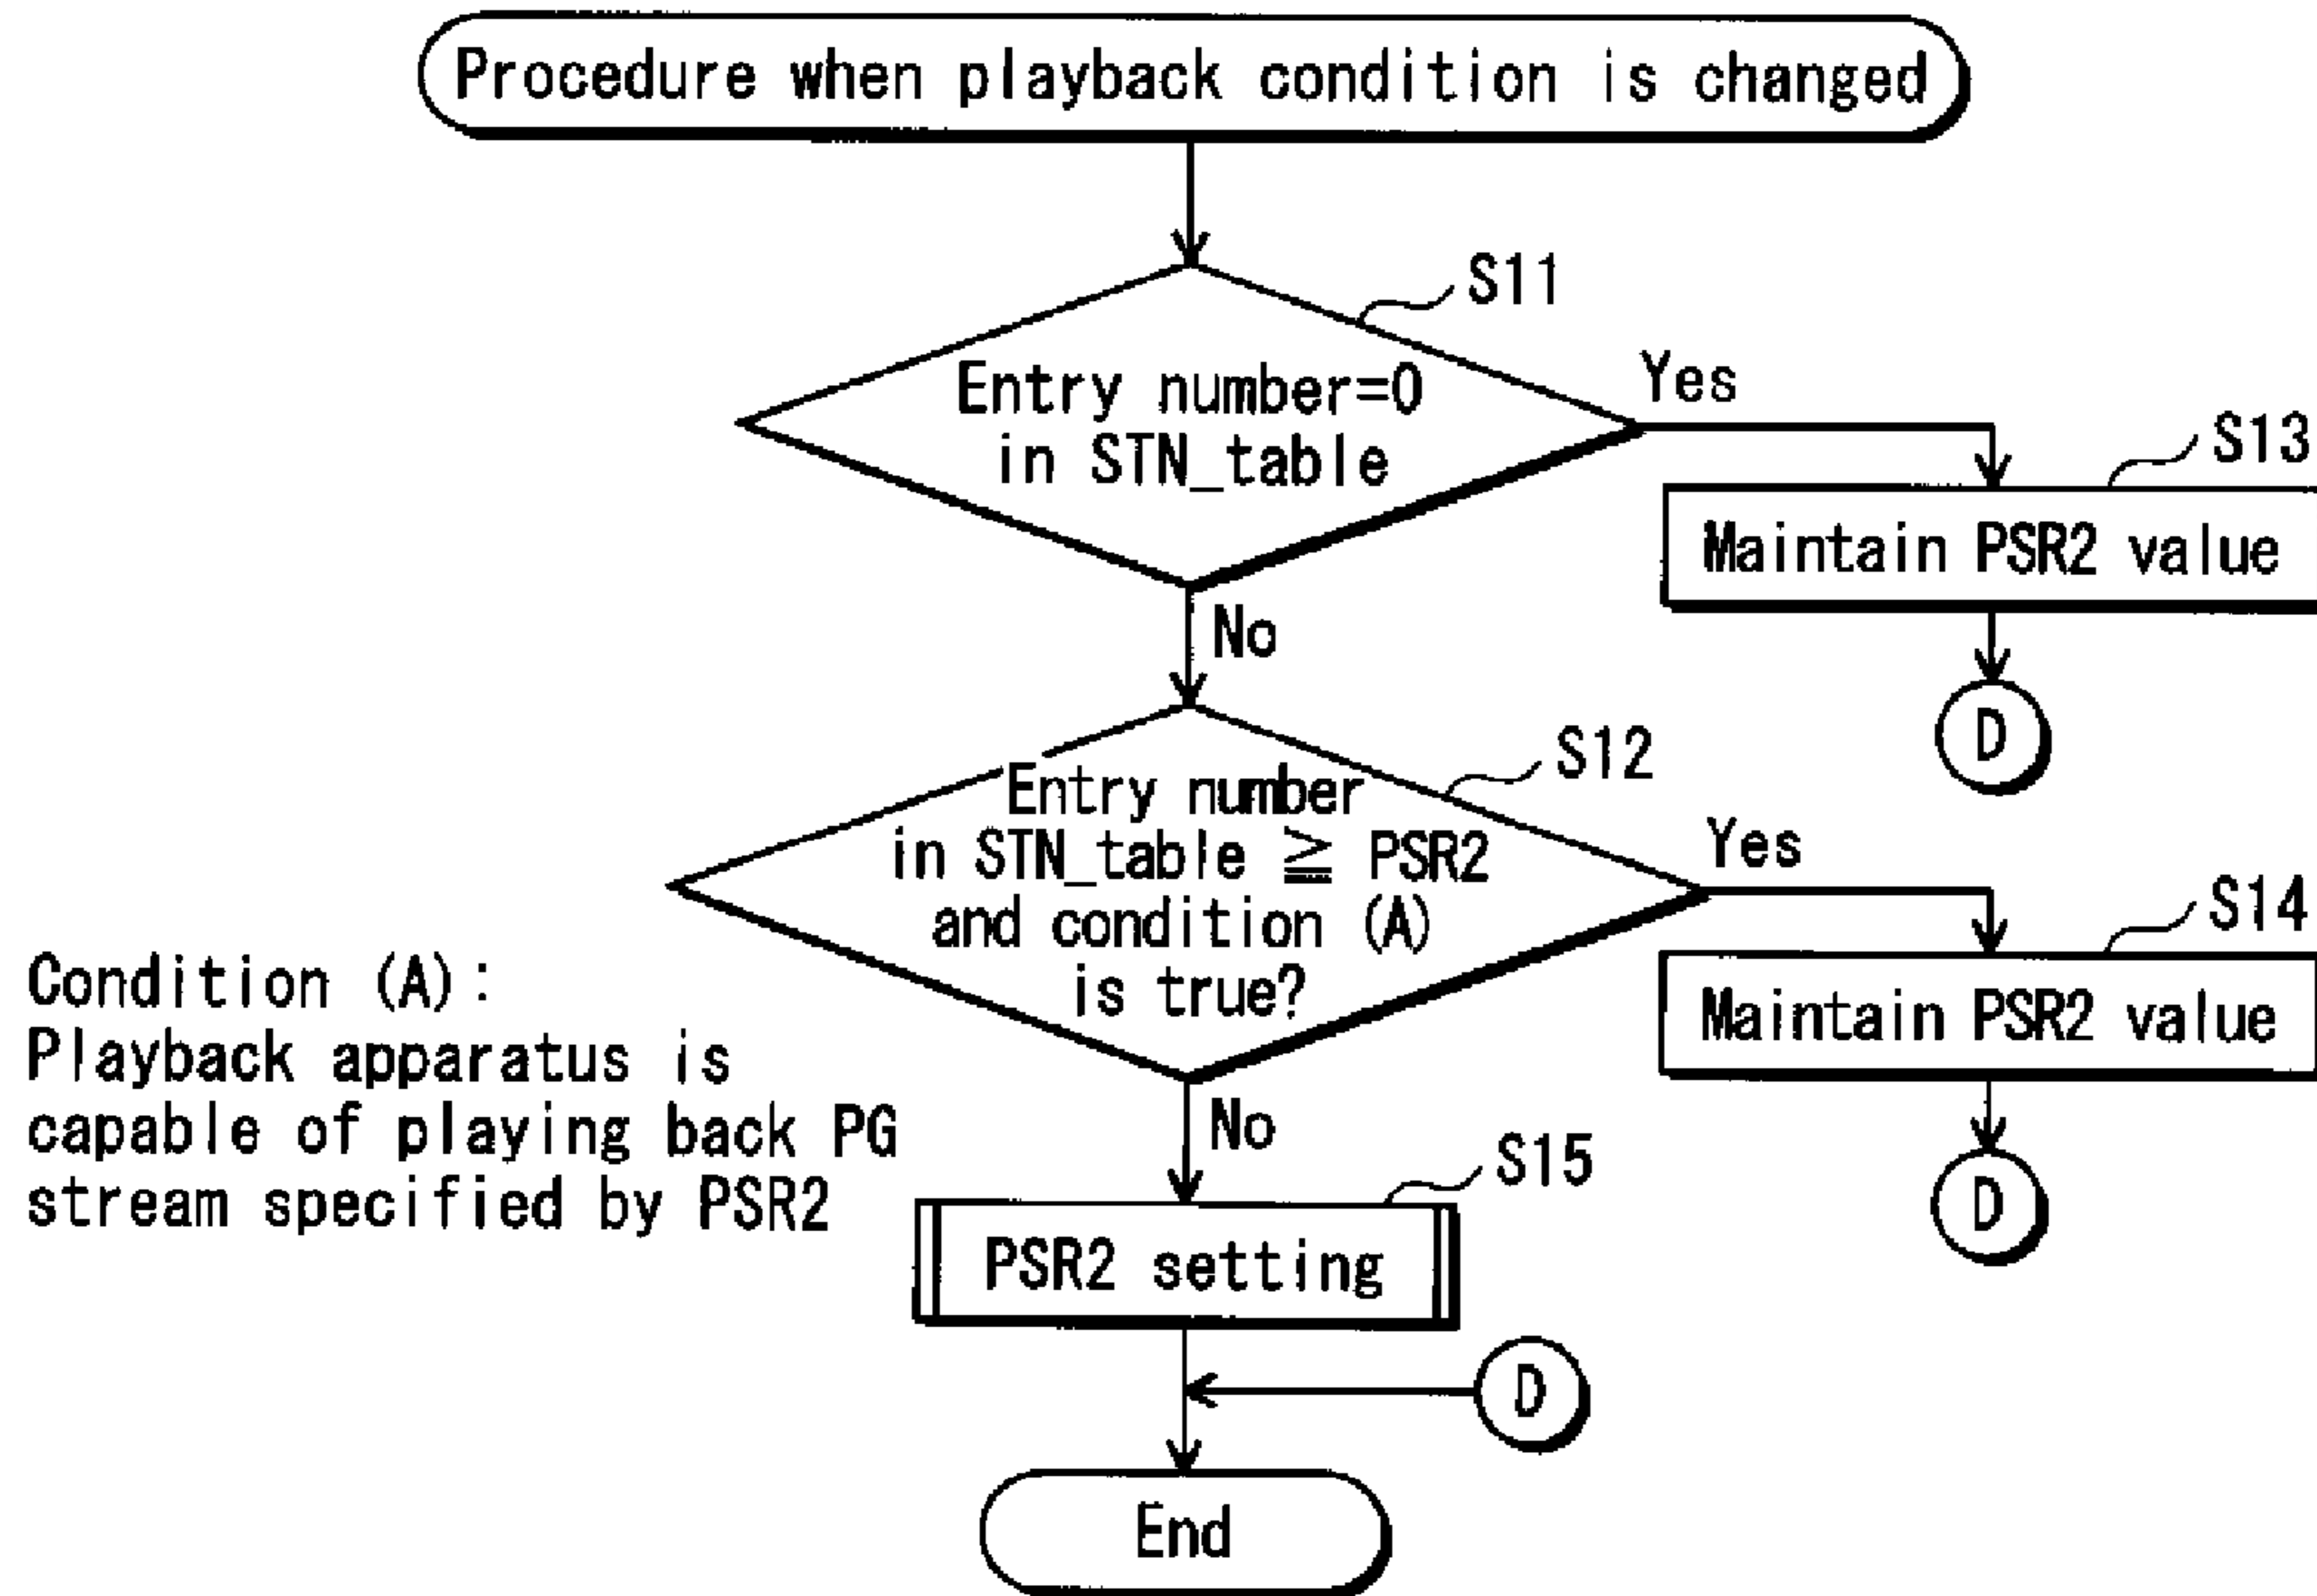 Procedure when playback condition is changed
S11
Entry number=0
in STN_table
Yes
S13
Maintain PSR2 value
D
No
S12
Entry number
in STN_table ≧ PSR2
and condition (A)
is true?
Yes
S14
Maintain PSR2 value
D
Condition (A):
Playback apparatus is
capable of playing back PG
stream specified by PSR2
No
S15
PSR2 setting
D
End